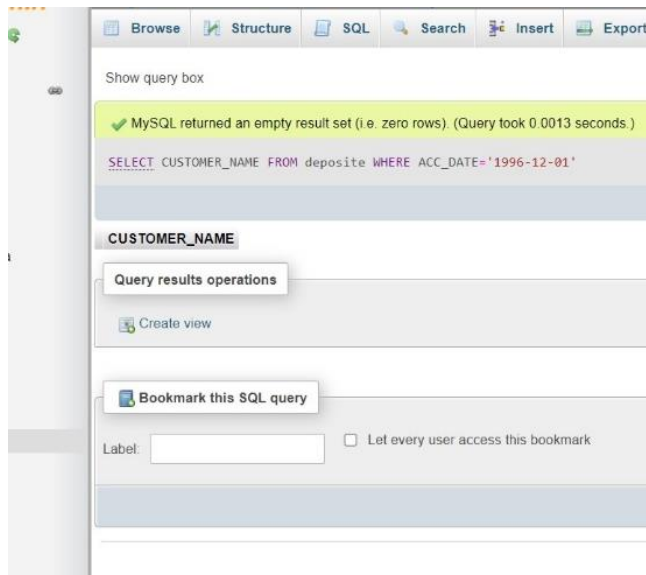 Browse Structure SQL Search Insert Export
Show query box
MySQL returned an empty result set (i.e. zero rows). (Query took 0.0013 seconds.)
SELECT CUSTOMER_NAME FROM deposite WHERE ACC_DATE='1996-12-01'
CUSTOMER_NAME
Query results operations
Create view
Bookmark this SQL query
Label: Let every user access this bookmark